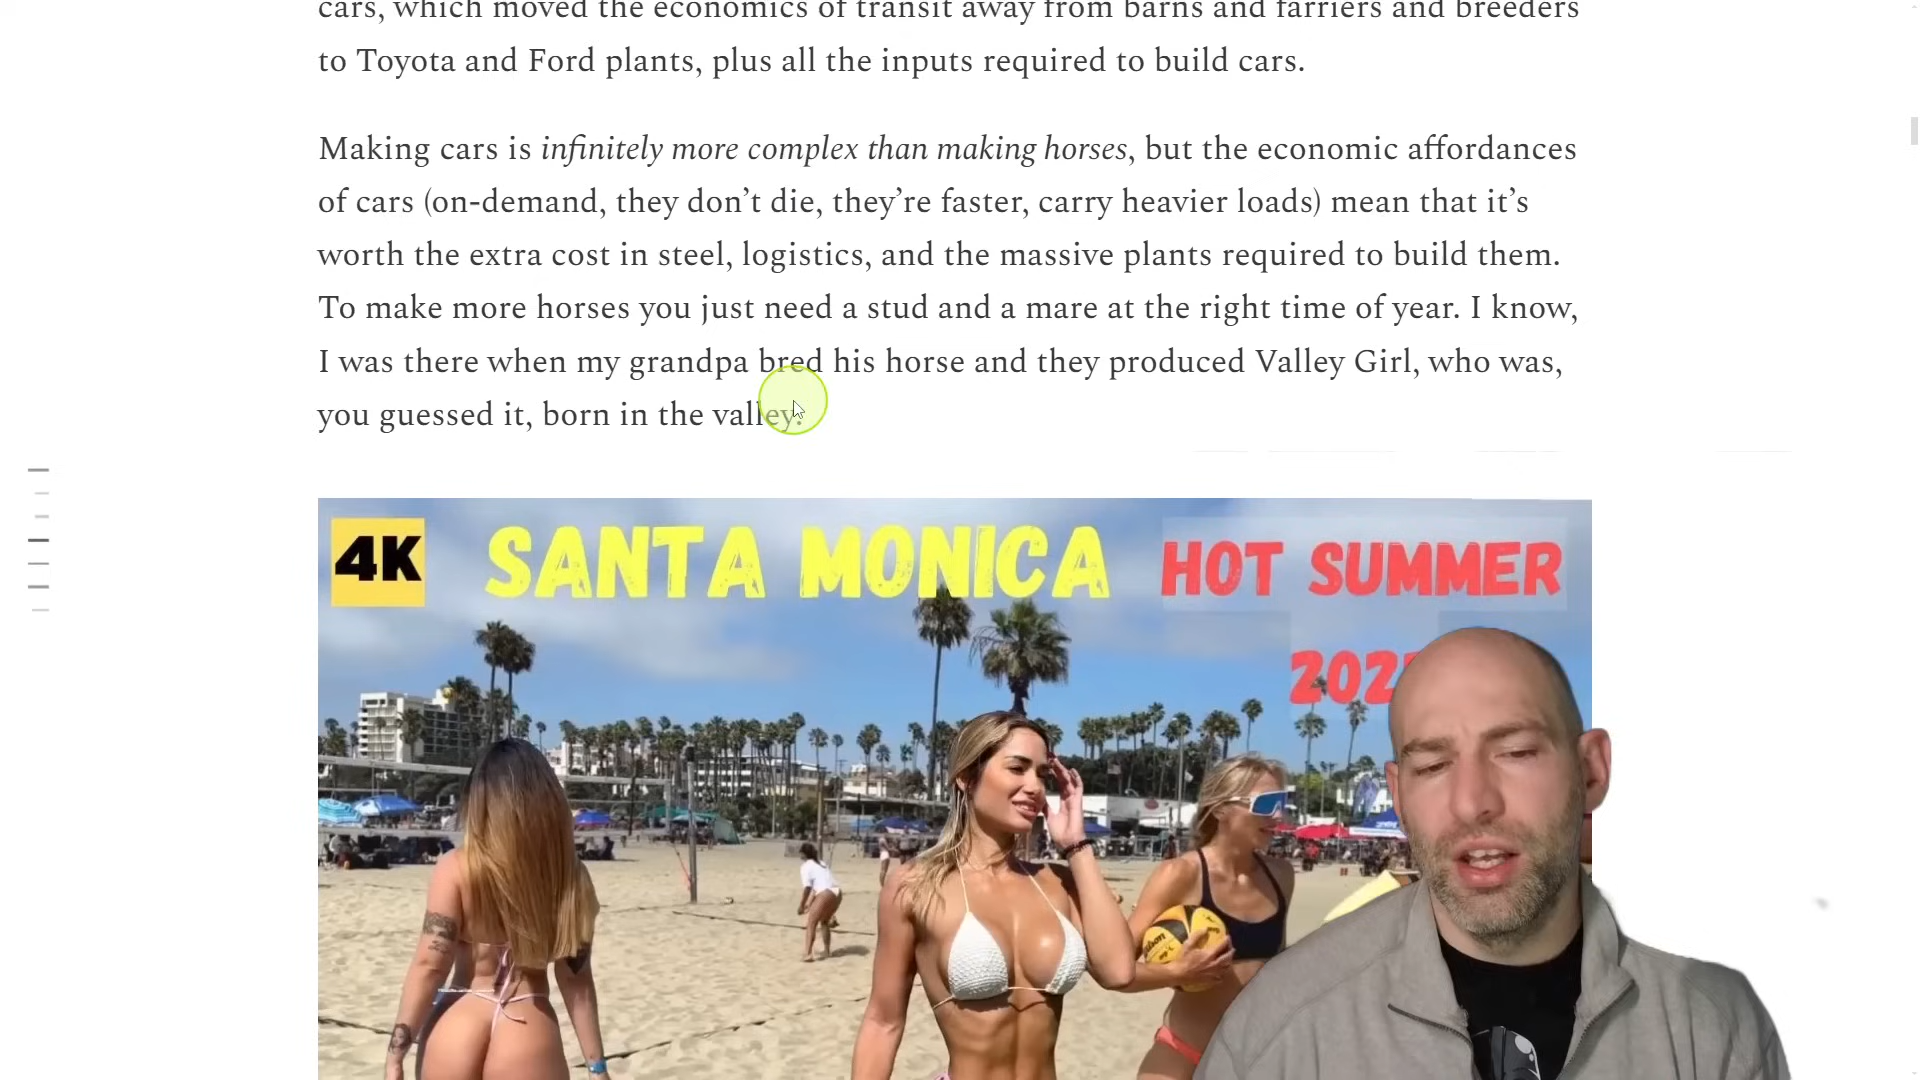 cars, which moved the economics of transit away from barns and farriers and breeders
to Toyota and Ford plants, plus all the inputs required to build cars.
Making cars is infinitely more complex than making horses, but the economic affordances
of cars (on-demand, they don’t die, they’re faster, carry heavier loads) mean that it’s
worth the extra cost in steel, logistics, and the massive plants required to build them.
To make more horses you just need a stud and a mare at the right time of year. I know,
I was there when my grandpa bred his horse and they produced Valley Girl, who was,
you guessed it, born in the valley.
4K SANTA MONICA HOT SUMMER
202
Wilson